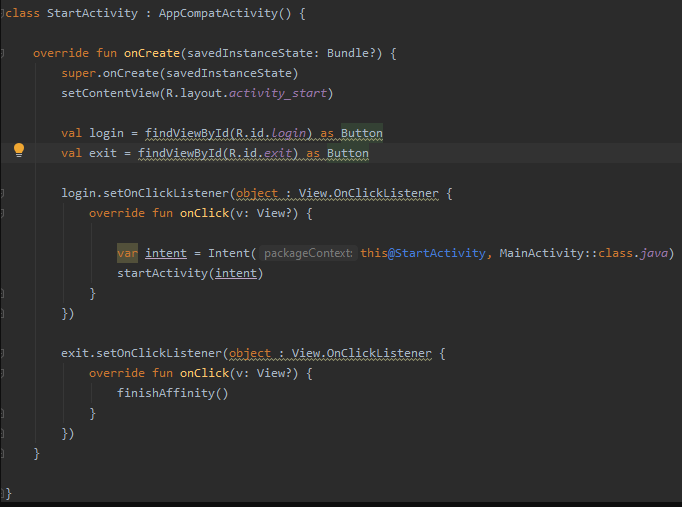 class StartActivity : AppCompatActivity() {
override fun onCreate(savedInstanceState: Bundle?) {
super.onCreate(savedInstanceState)
setContentView(R.layout.activity_start)
val login = findViewById(R.id.login) as Button
val exit = findViewById(R.id.exit) as Button
login.setOnClickListener(object : View.OnClickListener {
override fun onClick(v: View?) {
var intent = Intent( packageContext: this@StartActivity, MainActivity::class.java)
startActivity(intent)
}
})
exit.setOnClickListener(object : View.OnClickListener {
override fun onClick(v: View?) {
finishAffinity()
}
})
}
}